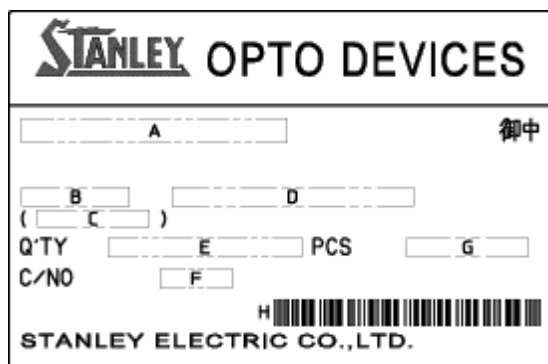 STANLEY OPTO DEVICES
A 御中
B D
( C )
Q'TY E PCS G
C/NO F
H
STANLEY ELECTRIC CO.,LTD.